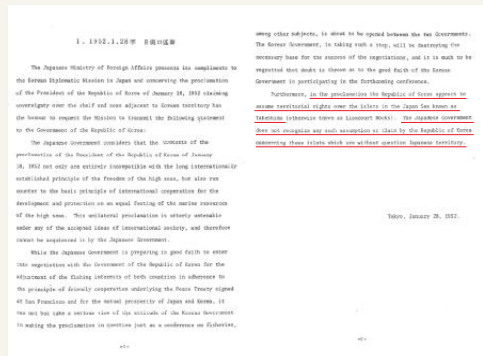 1. 1952.1.28字 日側口述書
The Japanese Ministry of Foreign Affairs presents its compliments to
the Korean Diplomatic Mission in Japan and concerning the proclamation
of the President of the Republic of Korea of January 18, 1952 claiming
sovereignty over the shelf and seas adjacent to Korean territory has
the honour to request the Mission to transmit the following statement
to the Government of the Republic of Korea:
The Japanese Government considers that the contents of the
proclamation of the President of the Republic of Korea of January
18, 1952 not only are entirely incompatible with the long internationally
established principle of the freedom of the high seas, but also run
counter to the basic principle of international cooperation for the
development and protection on an equal footing of the marine resources
of the high seas. This unilateral proclamation is utterly untenable
under any of the accepted ideas of international society, and therefore
cannot be acquiesced in by the Japanese Government.
While the Japanese Government is preparing in good faith to enter
into negotiation with the Government of the Republic of Korea for the
adjustment of the fishing interests of both countries in adherence to
the principle of friendly cooperation underlying the Peace Treaty signed
at San Francisco and for the mutual prosperity of Japan and Korea, it
can not but take a serious view of the attitude of the Korean Government
in making the proclamation in question just as a conference on fisheries,
among other subjects, is about to be opened between the two Governments.
The Korean Government, in taking such a step, will be destroying the
necessary base for the success of the negotiations, and it is much to be
regretted that doubt is thrown as to the good faith of the Korean
Government in participating in the forthcoming conference.
Furthermore, in the proclamation the Republic of Korea appears to
assume territorial rights over the islets in the Japan Sea known as
Takeshima (otherwise known as Liancourt Rocks). The Japanese Government
does not recognize any such assumption or claim by the Republic of Korea
concerning these islets which are without question Japanese territory.
Tokyo, January 28, 1952.